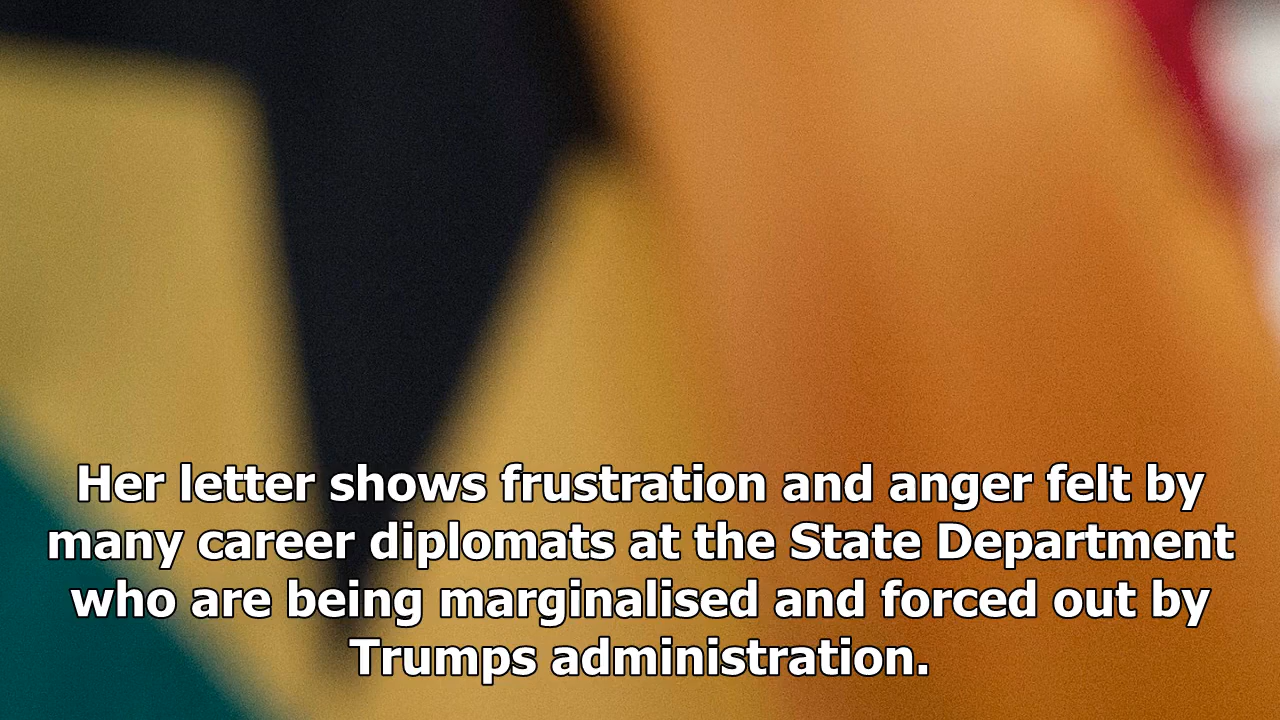 Her letter shows frustration and anger felt by
many career diplomats at the State Department
who are being marginalised and forced out by
Trumps administration.